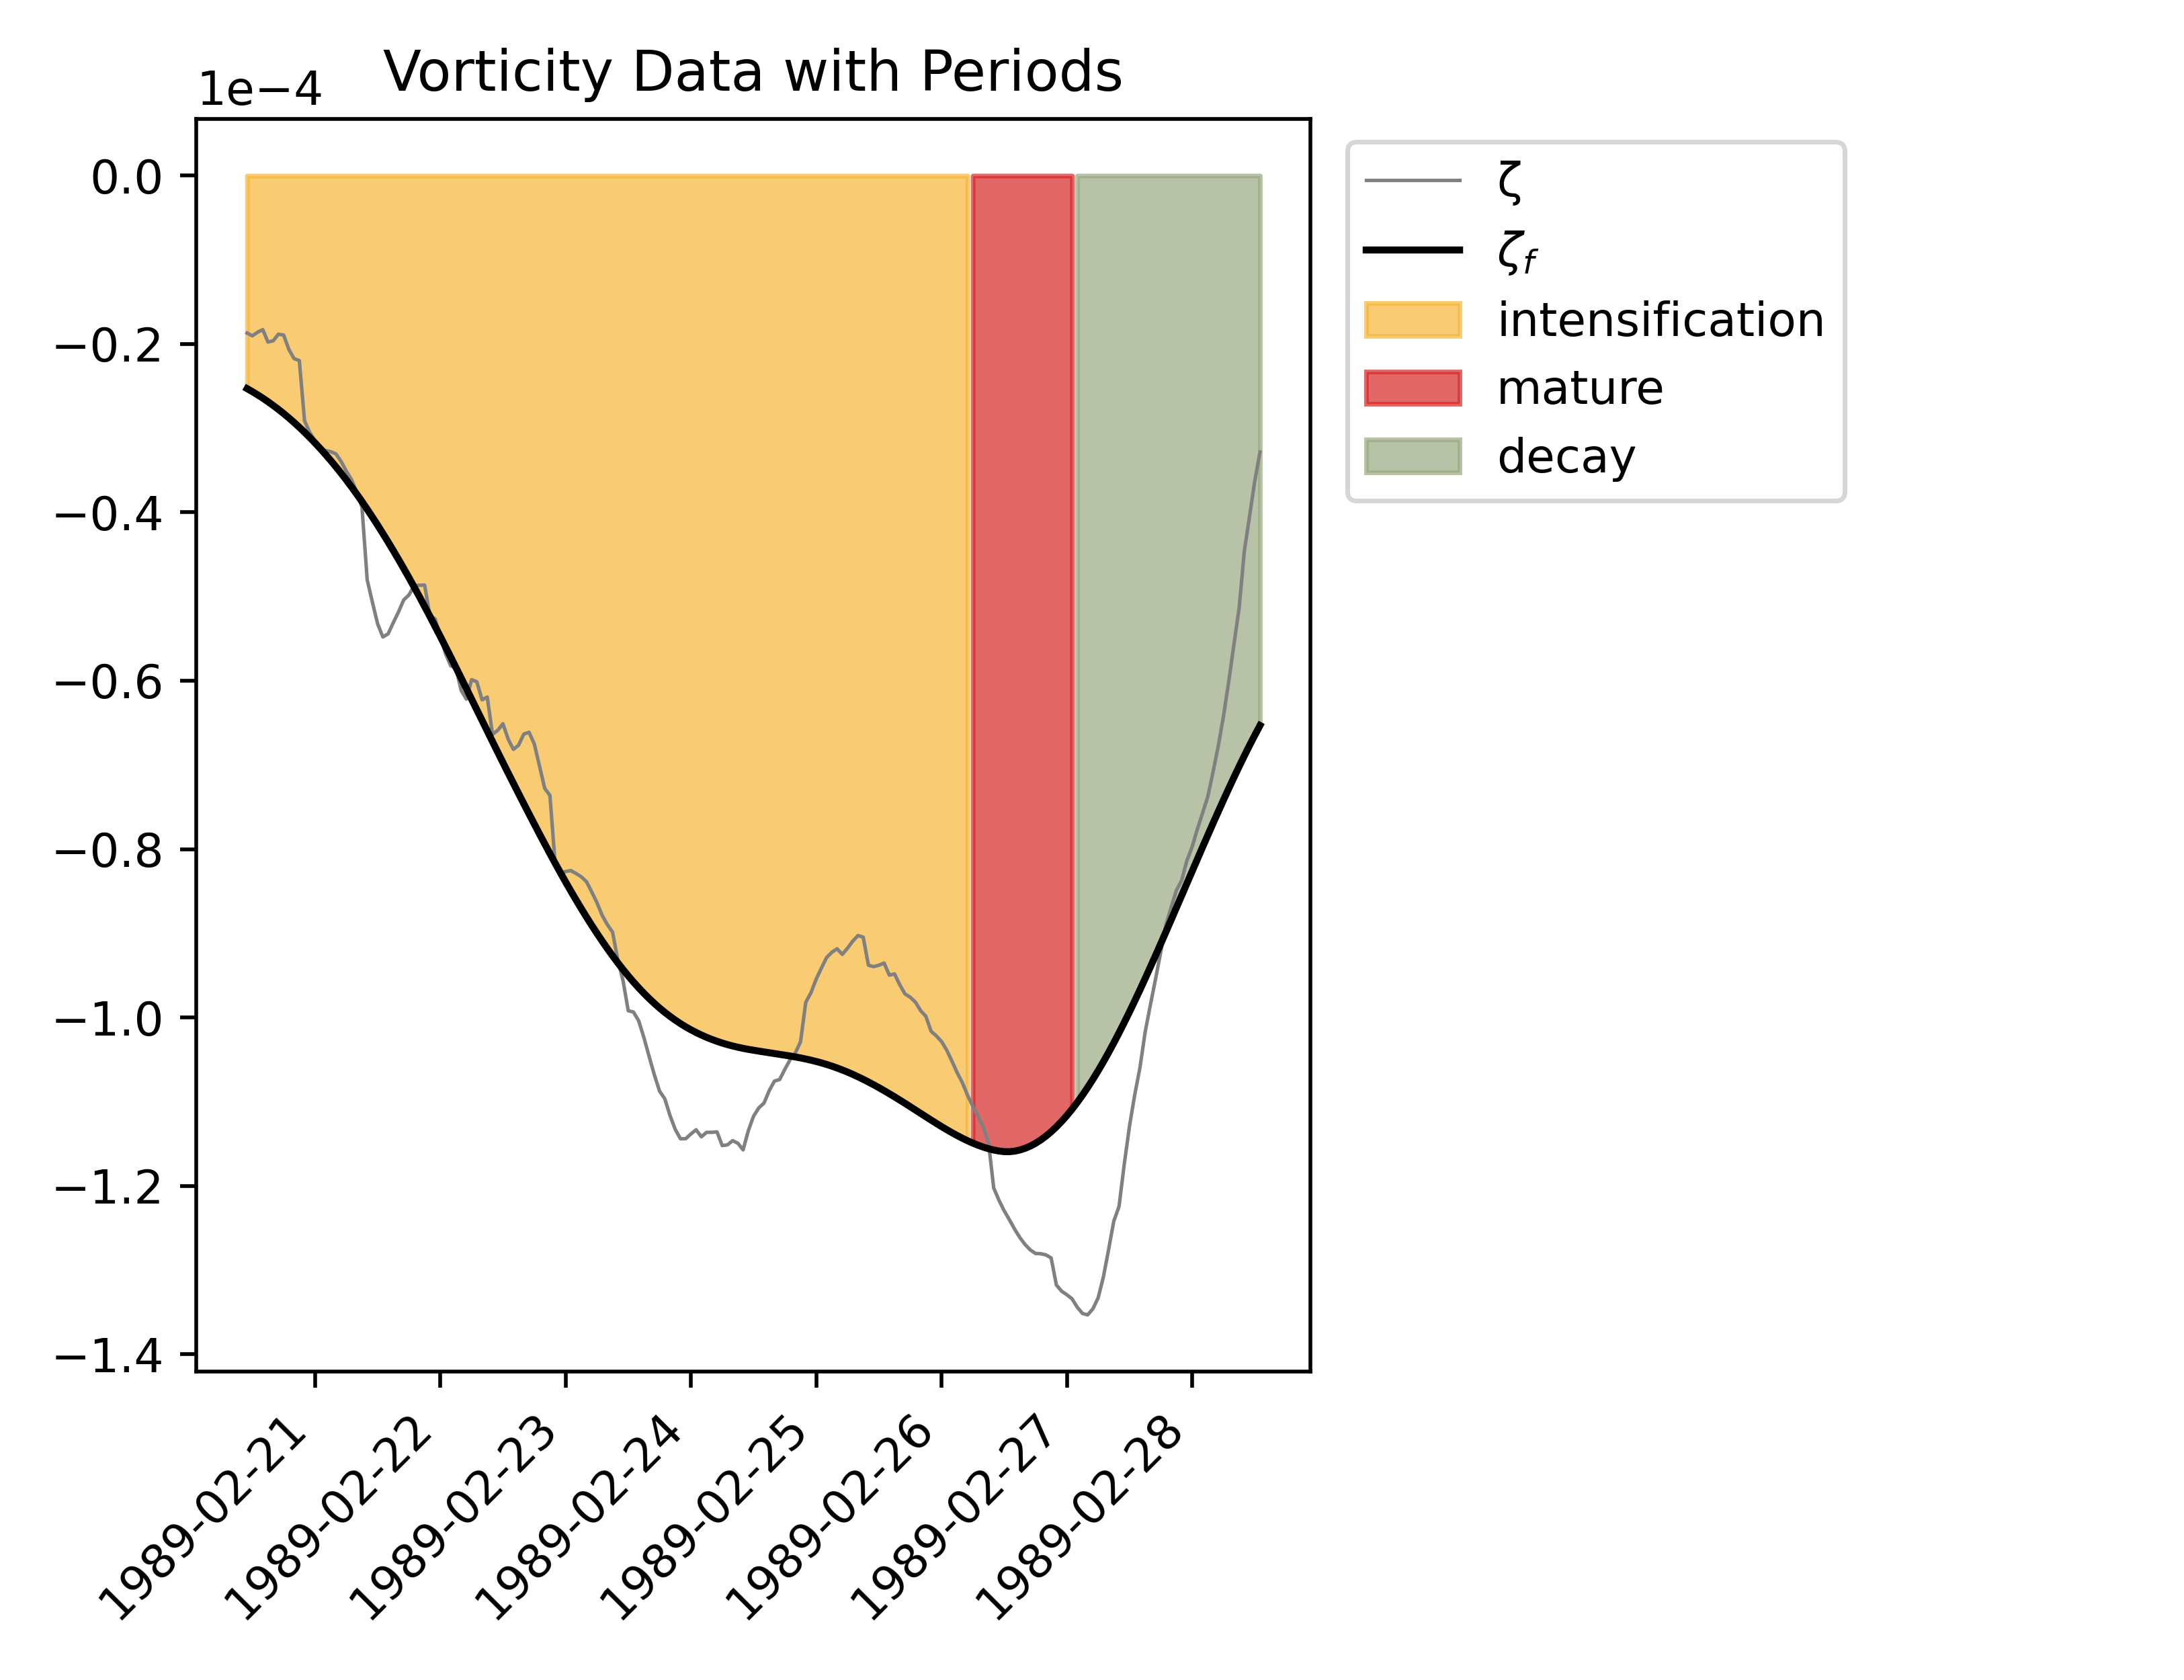 Vorticity Data with Periods
1e−4
0.0
−0.2
−0.4
−0.6
−0.8
−1.0
−1.2
−1.4
1989-02-21
1989-02-22
1989-02-23
1989-02-24
1989-02-25
1989-02-26
1989-02-27
1989-02-28
ζ
ζf
intensification
mature
decay